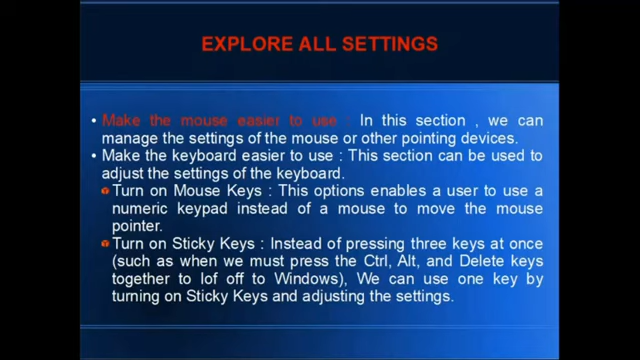 EXPLORE ALL SETTINGS
• Make the mouse easier to use : In this section , we can
manage the settings of the mouse or other pointing devices.
• Make the keyboard easier to use : This section can be used to
adjust the settings of the keyboard.
Turn on Mouse Keys : This options enables a user to use a
numeric keypad instead of a mouse to move the mouse
pointer.
Turn on Sticky Keys : Instead of pressing three keys at once
(such as when we must press the Ctrl, Alt, and Delete keys
together to lof off to Windows), We can use one key by
turning on Sticky Keys and adjusting the settings.